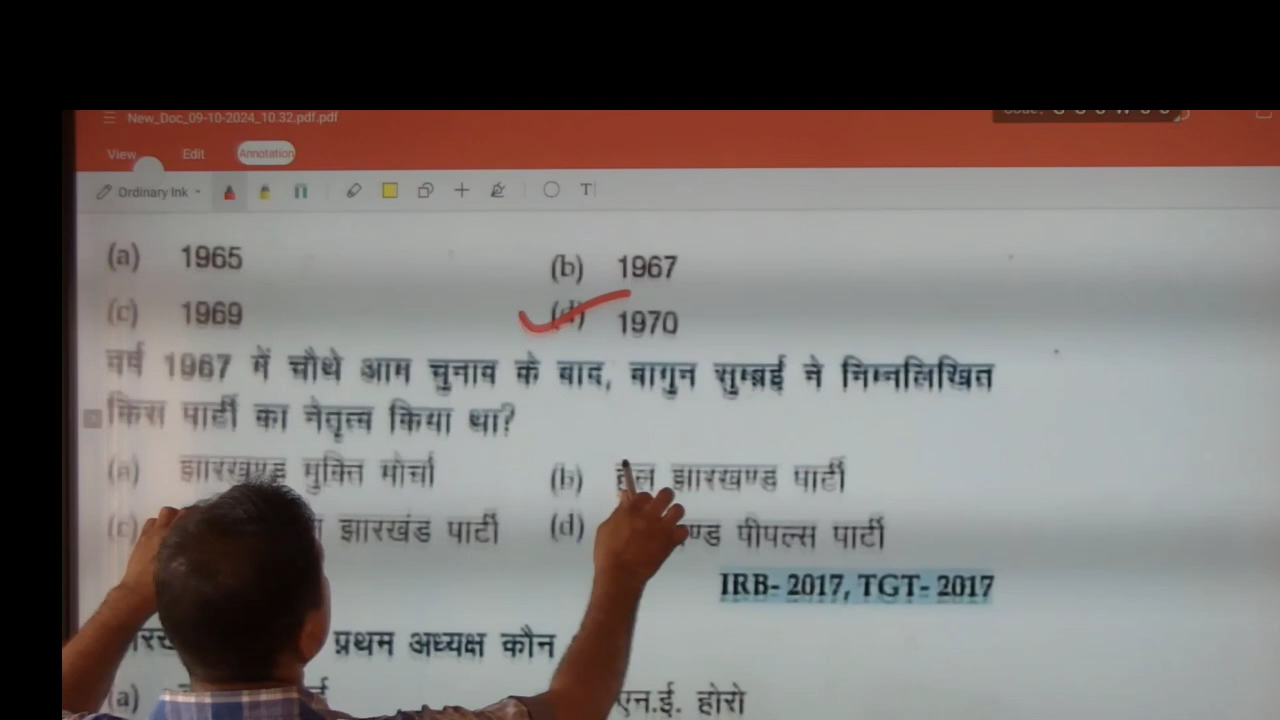 New_Doc_09-10-2024_10.32.pdf.pdf
View Edit Annotation
Ordinary Ink T
(a) 1965 (b) 1967
(c) 1969 (d) 1970
वर्ष 1967 में चौथे आम चुनाव के बाद, बागुन सुम्ब्रई ने निम्नलिखित
किस पार्टी का नेतृत्व किया था?
(a) झारखण्ड मुक्ति मोर्चा (b) हुल झारखण्ड पार्टी
(c) झारखंड पार्टी (d) पीपल्स पार्टी
IRB- 2017, TGT- 2017
प्रथम अध्यक्ष कौन
(a) एन.ई. होरो